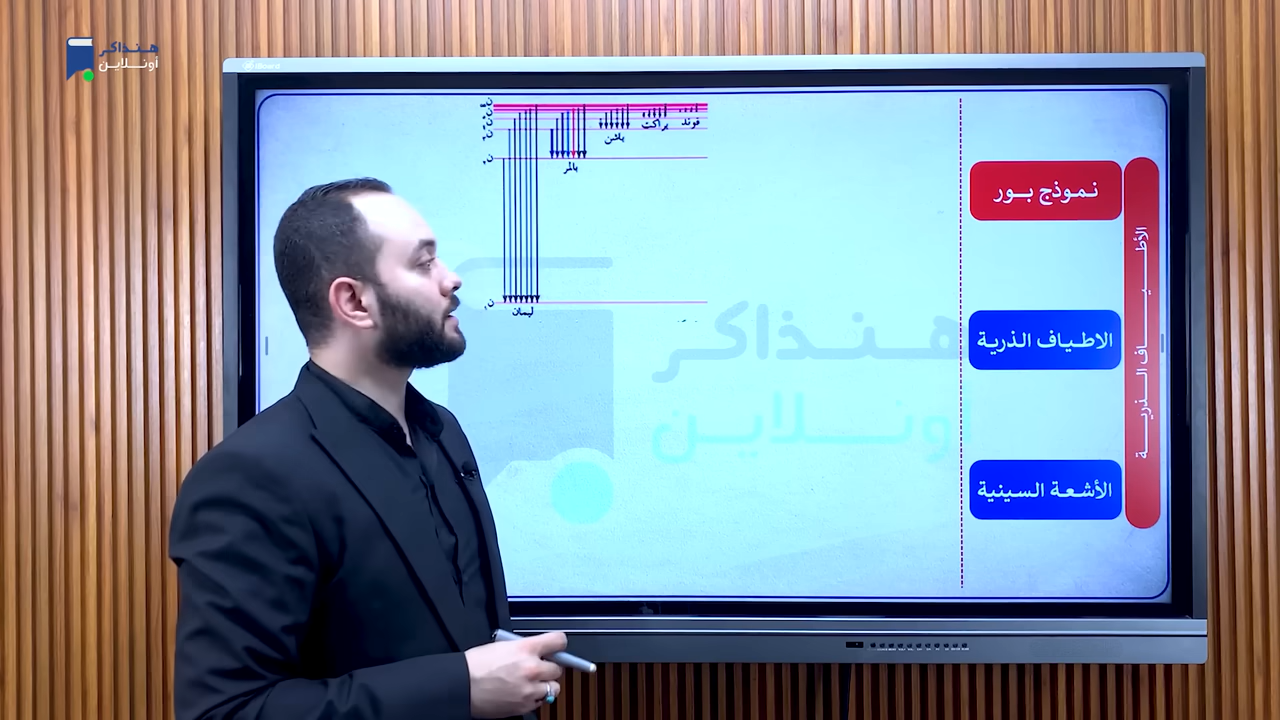 هنذاكر
أونلاين
نموذج بور
الاطياف الذرية
الأشعة السينية
الأطياف الذرية
فوند
براكت
باشن
بالمر
ليمان
هنذاكر
أونلاين